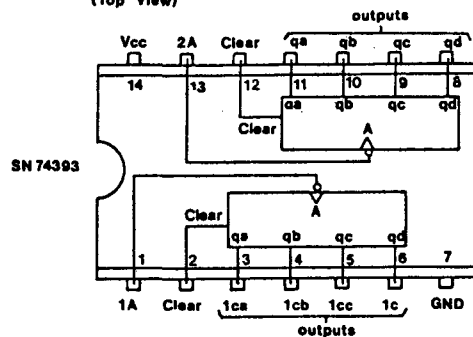 (Top View)
outputs
Vcc 2A Clear qa qb qc qd
14 13 12 11 10 9 8
qa qb qc qd
Clear
A
SN 74393
A
Clear
qa qb qc qd
1 2 3 4 5 6 7
1A Clear 1ca 1cb 1cc 1c GND
outputs